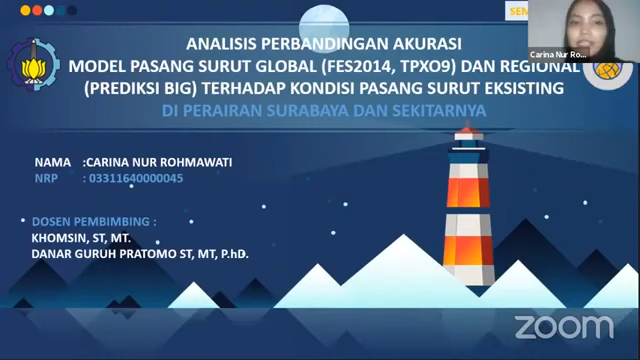 SEM
Carina Nur Ro...
ANALISIS PERBANDINGAN AKURASI
MODEL PASANG SURUT GLOBAL (FES2014, TPXO9) DAN REGIONAL
(PREDIKSI BIG) TERHADAP KONDISI PASANG SURUT EKSISTING
DI PERAIRAN SURABAYA DAN SEKITARNYA
NAMA :CARINA NUR ROHMAWATI
NRP : 03311640000045
DOSEN PEMBIMBING :
KHOMSIN, ST, MT.
DANAR GURUH PRATOMO ST, MT, P.hD.
zoom